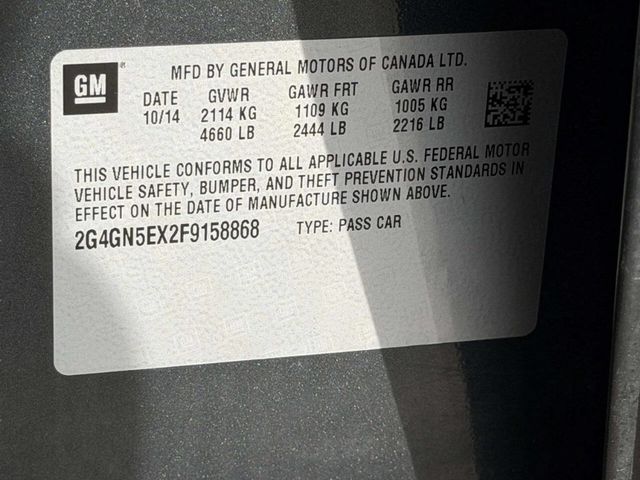 GM
MFD BY GENERAL MOTORS OF CANADA LTD.
DATE GVWR GAWR FRT GAWR RR
10/14 2114 KG 1109 KG 1005 KG
4660 LB 2444 LB 2216 LB
THIS VEHICLE CONFORMS TO ALL APPLICABLE U.S. FEDERAL MOTOR
VEHICLE SAFETY, BUMPER, AND THEFT PREVENTION STANDARDS IN
EFFECT ON THE DATE OF MANUFACTURE SHOWN ABOVE.
2G4GN5EX2F9158868 TYPE: PASS CAR